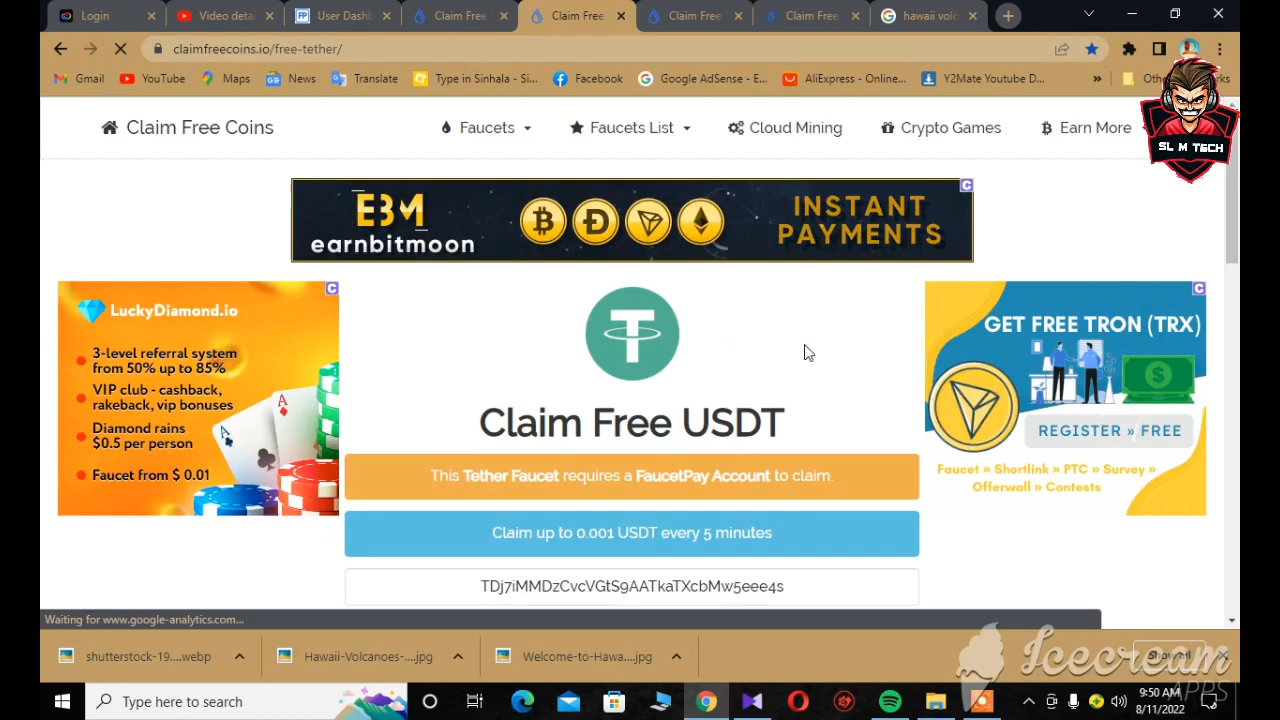 Login
Video deta
User Dashb
Claim Free
Claim Free
Claim Free
Claim Free
hawaii volc
claimfreecoins.io/free-tether/
Gmail
YouTube
Maps
News
Translate
Type in Sinhala - Si...
Facebook
Google AdSense - E...
AliExpress - Online...
Y2Mate Youtube D...
»
Claim Free Coins
Faucets
Faucets List
Cloud Mining
Crypto Games
Earn More
SL M TECH
EBM
earnbitmoon
INSTANT
PAYMENTS
LuckyDiamond.io
3-level referral system
from 50% up to 85%
VIP club - cashback,
rakeback, vip bonuses
Diamond rains
$0.5 per person
Faucet from $ 0.01
Claim Free USDT
This Tether Faucet requires a FaucetPay Account to claim.
Claim up to 0.001 USDT every 5 minutes
TDj7iMMDzCvcVGtS9AATkaTXcbMw5eee4s
GET FREE TRON (TRX)
REGISTER » FREE
Faucet » Shortlink » PTC » Survey »
Offerwall » Contests
Waiting for www.google-analytics.com...
shutterstock-19....webp
Hawaii-Volcanoes-....jpg
Welcome-to-Hawa....jpg
Show all
Icecream
APPS
Type here to search
9:50 AM
8/11/2022